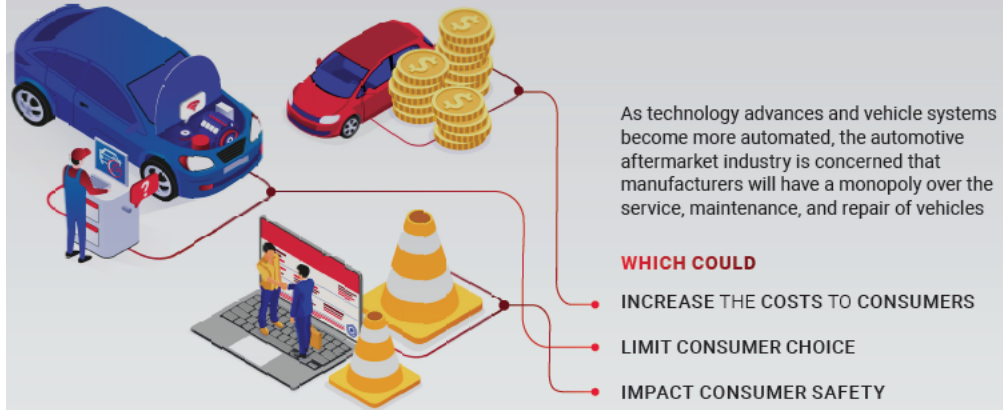 As technology advances and vehicle systems
become more automated, the automotive
aftermarket industry is concerned that
manufacturers will have a monopoly over the
service, maintenance, and repair of vehicles
WHICH COULD
INCREASE THE COSTS TO CONSUMERS
LIMIT CONSUMER CHOICE
IMPACT CONSUMER SAFETY